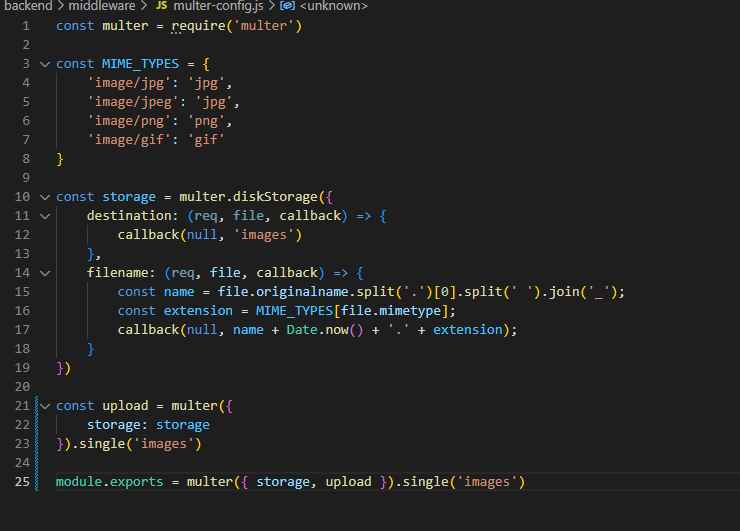 backend > middleware > JS multer-config.js > <unknown>
1 const multer = require('multer')
2
3 const MIME_TYPES = {
4 'image/jpg': 'jpg',
5 'image/jpeg': 'jpg',
6 'image/png': 'png',
7 'image/gif': 'gif'
8 }
9
10 const storage = multer.diskStorage({
11 destination: (req, file, callback) => {
12 callback(null, 'images')
13 },
14 filename: (req, file, callback) => {
15 const name = file.originalname.split('.')[0].split(' ').join('_');
16 const extension = MIME_TYPES[file.mimetype];
17 callback(null, name + Date.now() + '.' + extension);
18 }
19 })
20
21 const upload = multer({
22 storage: storage
23 }).single('images')
24
25 module.exports = multer({ storage, upload }).single('images')